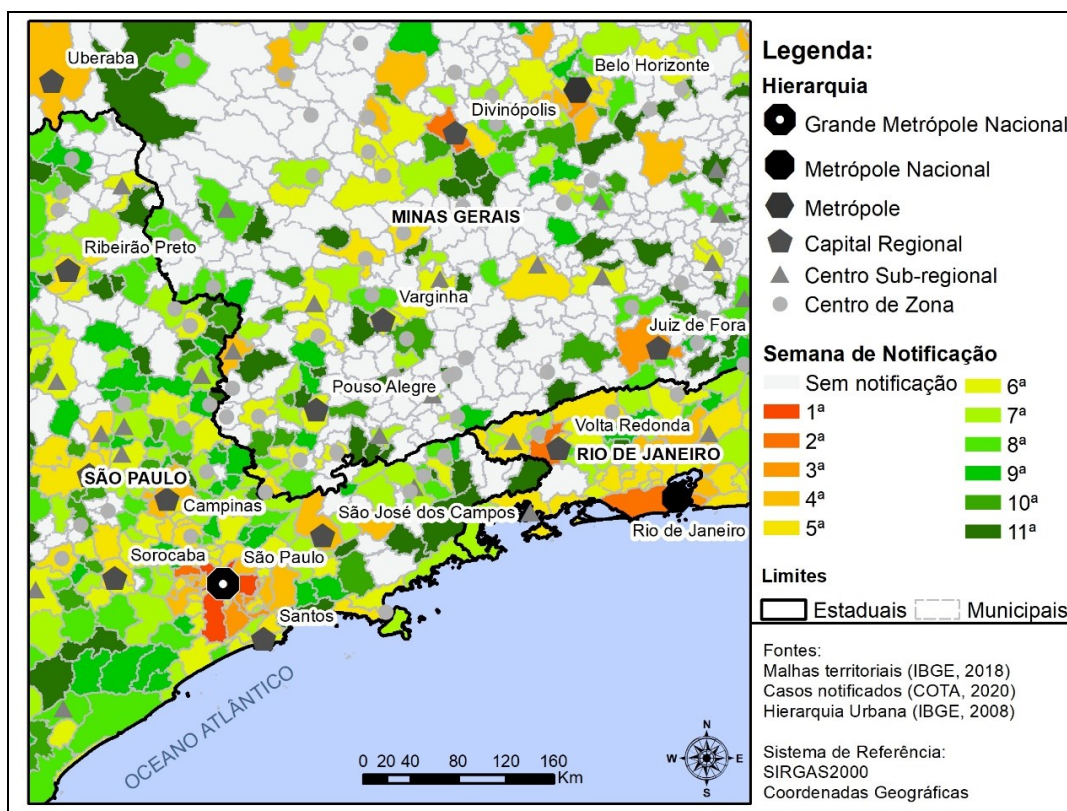 Uberaba
Belo Horizonte
Divinópolis
MINAS GERAIS
Ribeirão Preto
Varginha
Juiz de Fora
Pouso Alegre
Volta Redonda
RIO DE JANEIRO
SÃO PAULO
Campinas
São José dos Campos
Rio de Janeiro
Sorocaba
São Paulo
Santos
OCEANO ATLÂNTICO
0 20 40 80 120 160
Km
N
W E
S
Legenda:
Hierarquia
Grande Metrópole Nacional
Metrópole Nacional
Metrópole
Capital Regional
Centro Sub-regional
Centro de Zona
Semana de Notificação
Sem notificação
1ª
2ª
3ª
4ª
5ª
6ª
7ª
8ª
9ª
10ª
11ª
Limites
Estaduais Municipais
Fontes:
Malhas territoriais (IBGE, 2018)
Casos notificados (COTA, 2020)
Hierarquia Urbana (IBGE, 2008)
Sistema de Referência:
SIRGAS2000
Coordenadas Geográficas